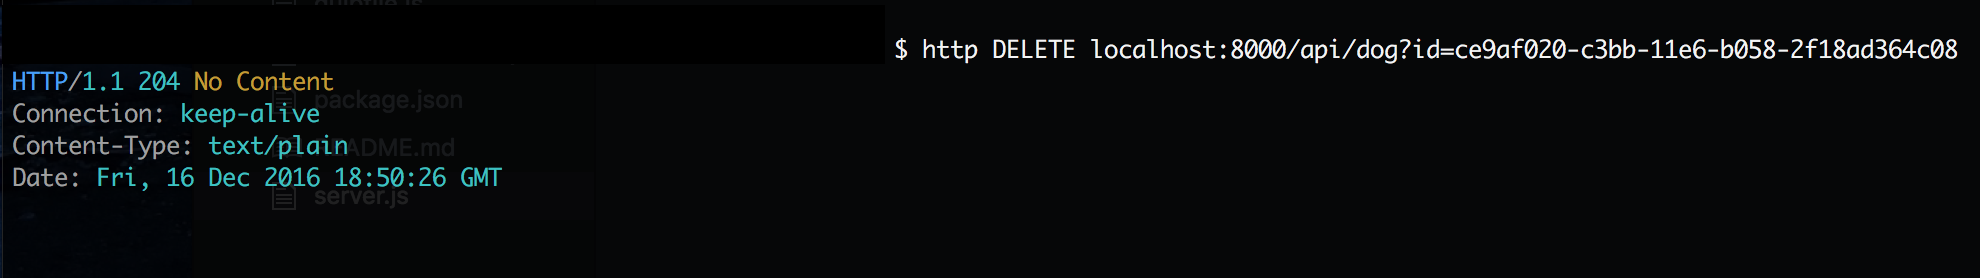 gulpfile.js
$ http DELETE localhost:8000/api/dog?id=ce9af020-c3bb-11e6-b058-2f18ad364c08
HTTP/1.1 204 No Content
package.json
Connection: keep-alive
Content-Type: text/plain
README.md
Date: Fri, 16 Dec 2016 18:50:26 GMT
server.js